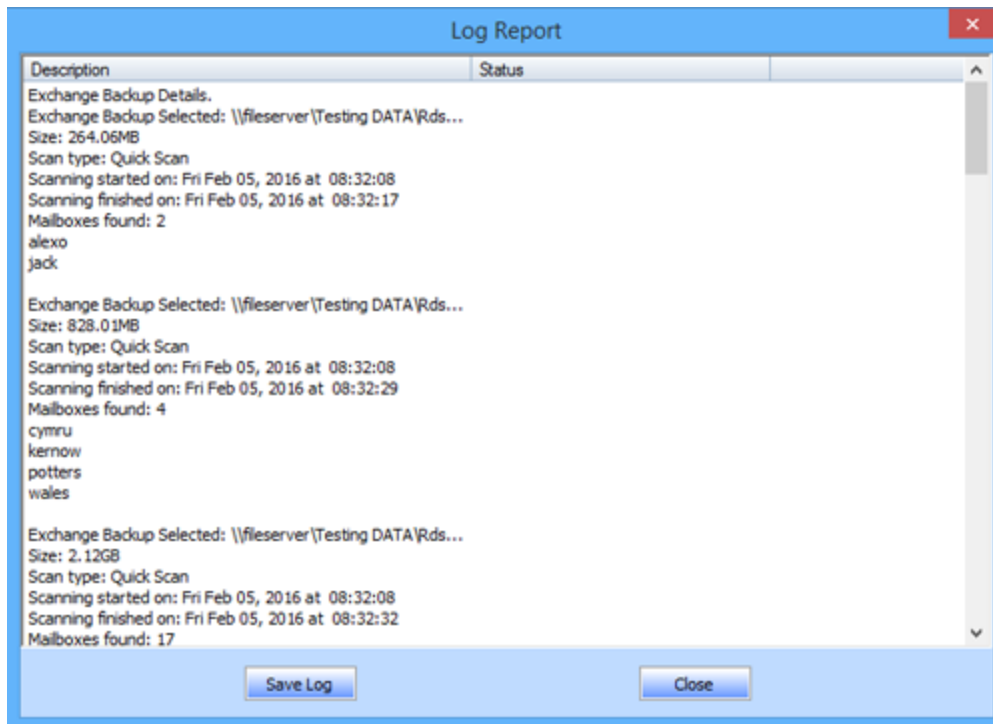 Log Report
Description Status
Exchange Backup Details.
Exchange Backup Selected: \\fileserver\Testing DATA\Rds...
Size: 264.06MB
Scan type: Quick Scan
Scanning started on: Fri Feb 05, 2016 at  08:32:08
Scanning finished on: Fri Feb 05, 2016 at  08:32:17
Mailboxes found: 2
alexo
jack
Exchange Backup Selected: \\fileserver\Testing DATA\Rds...
Size: 828.01MB
Scan type: Quick Scan
Scanning started on: Fri Feb 05, 2016 at  08:32:08
Scanning finished on: Fri Feb 05, 2016 at  08:32:29
Mailboxes found: 4
cymru
kernow
potters
wales
Exchange Backup Selected: \\fileserver\Testing DATA\Rds...
Size: 2.12GB
Scan type: Quick Scan
Scanning started on: Fri Feb 05, 2016 at  08:32:08
Scanning finished on: Fri Feb 05, 2016 at  08:32:32
Mailboxes found: 17
Save Log Close